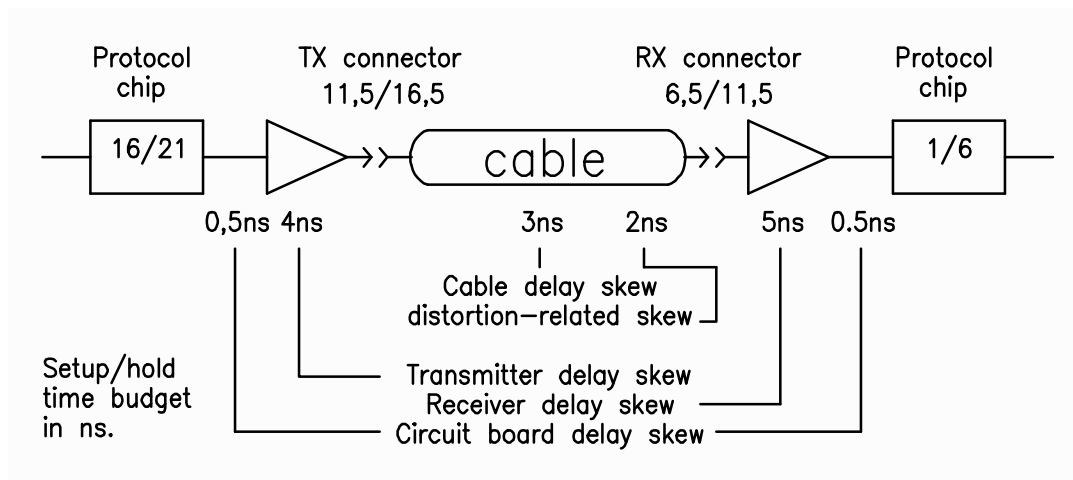 Protocol
chip
TX connector
11,5/16,5
RX connector
6,5/11,5
Protocol
chip
16/21
cable
1/6
0,5ns 4ns
3ns
2ns
5ns
0.5ns
Cable delay skew
distortion-related skew
Setup/hold
time budget
in ns.
Transmitter delay skew
Receiver delay skew
Circuit board delay skew